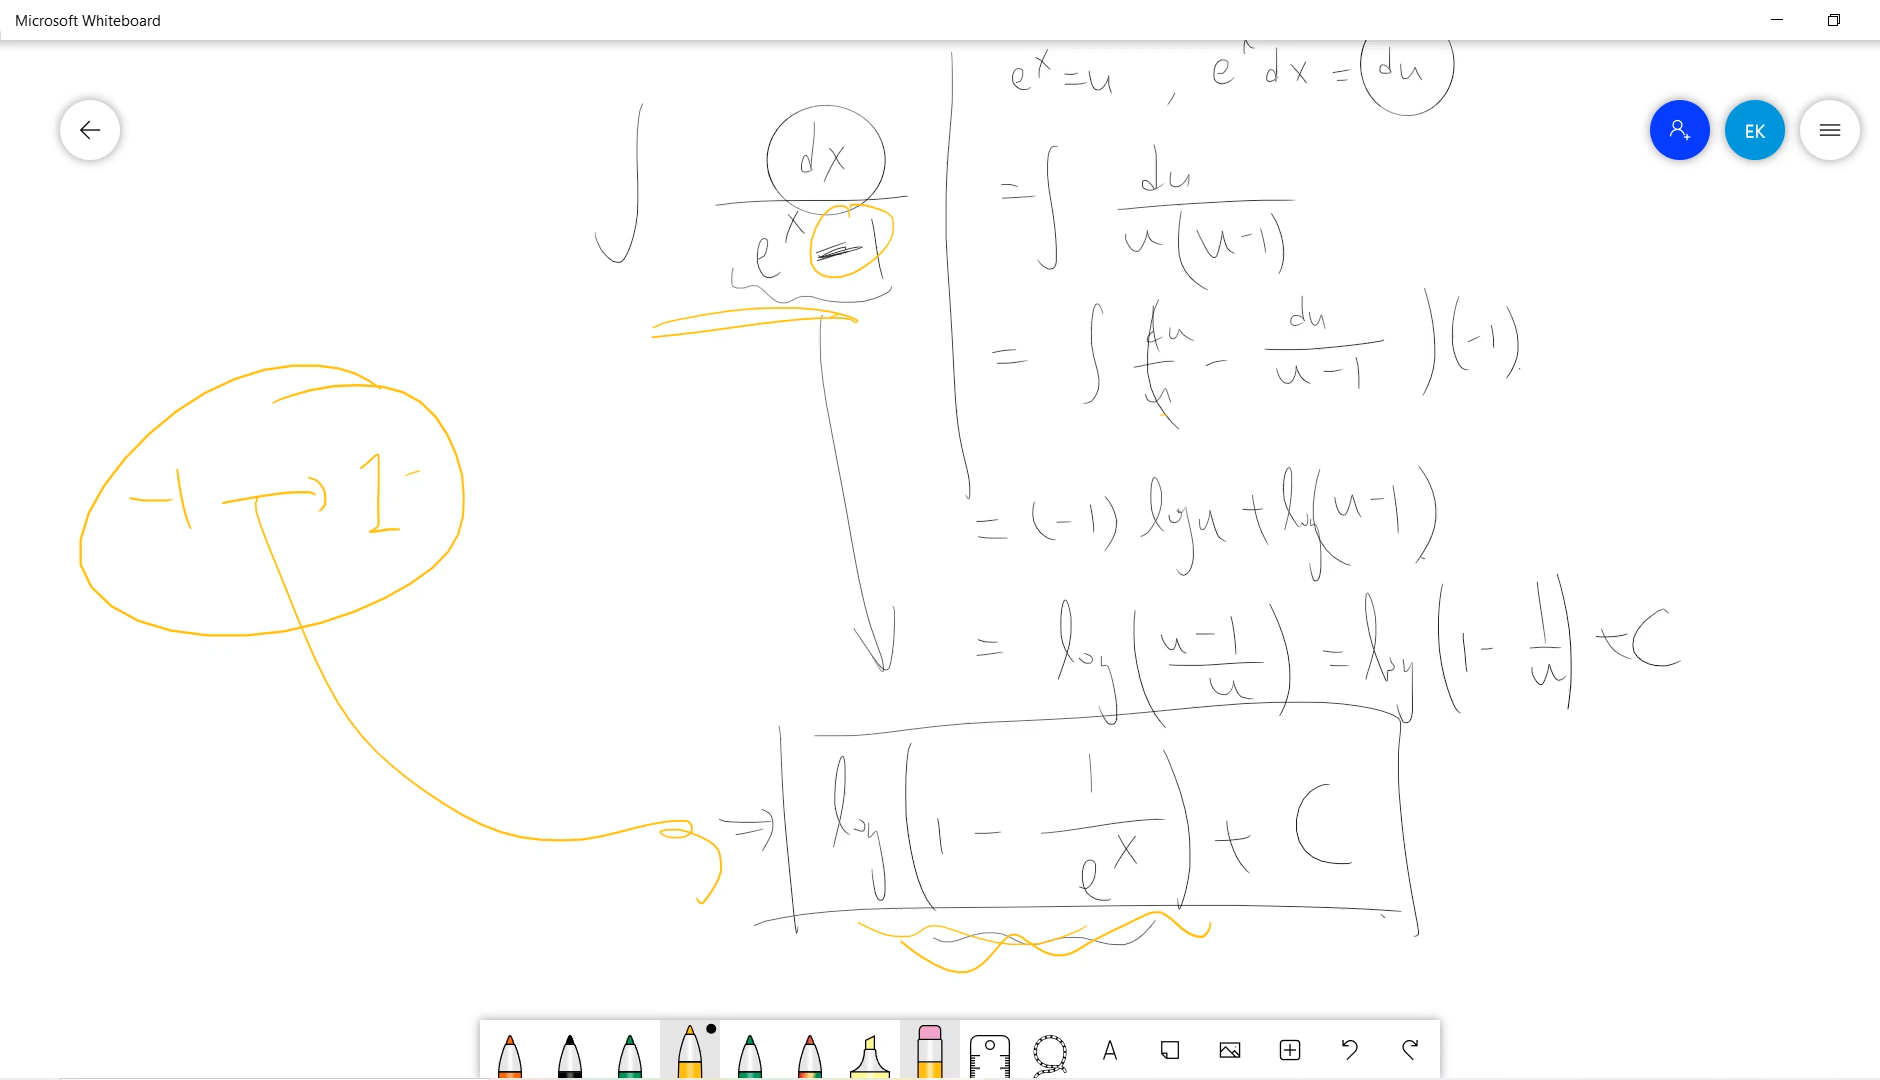 Microsoft Whiteboard
e^x = u , e^x dx = du
EK
∫ dx / (e^x - 1)
= ∫ du / u(u-1)
= ∫ (du/u - du/(u-1)) (-1)
-1 → 1
= (-1) log u + log(u-1)
= log((u-1)/u) = log(1 - 1/u) + C
⇒ log(1 - 1/e^x) + C
A